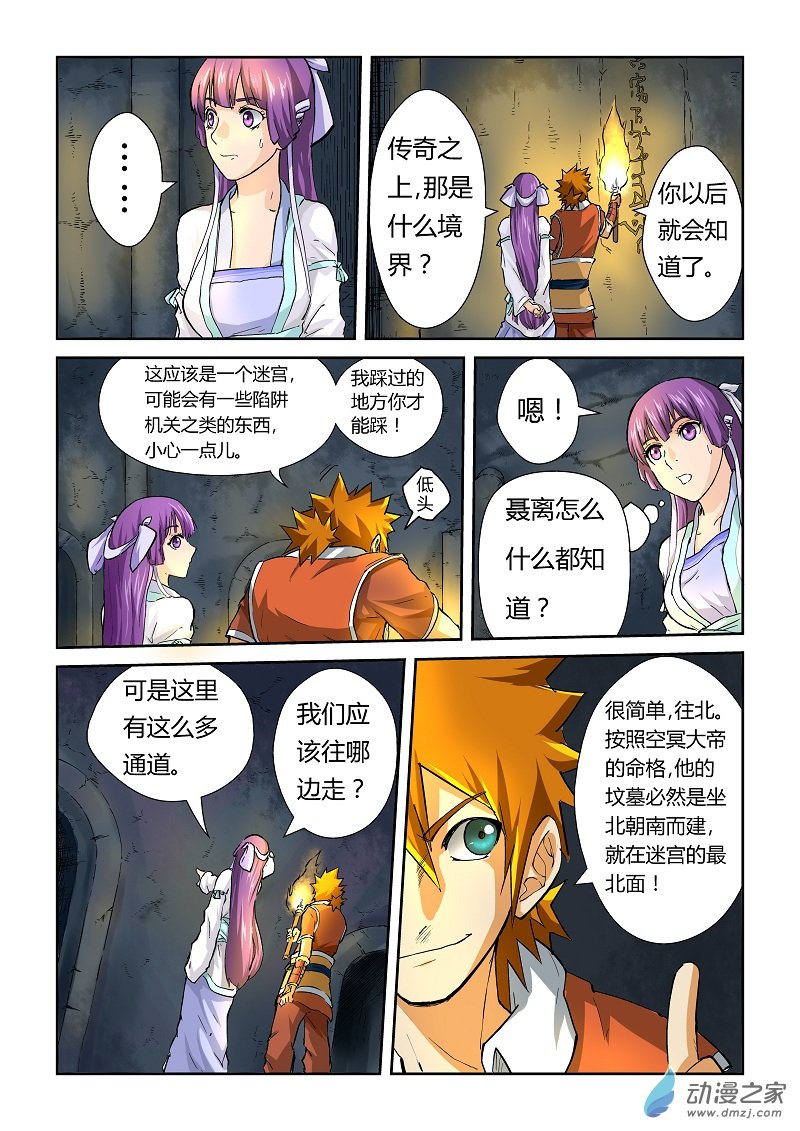 ……
传奇之
上，那是
什么境
界？
你以后
就会知
道了。
这应该是一个迷宫，
可能会有一些陷阱
机关之类的东西，
小心一点儿。
我踩过的
地方你才
能踩！
低
头
嗯！
聂离怎么
什么都知
道？
可是这里
有这么多
通道。
我们应
该往哪
边走？
很简单，往北。
按照空冥大帝
的命格，他的
坟墓必然是坐
北朝南而建，
就在迷宫的最
北面！
动漫之家
www.dmzj.com